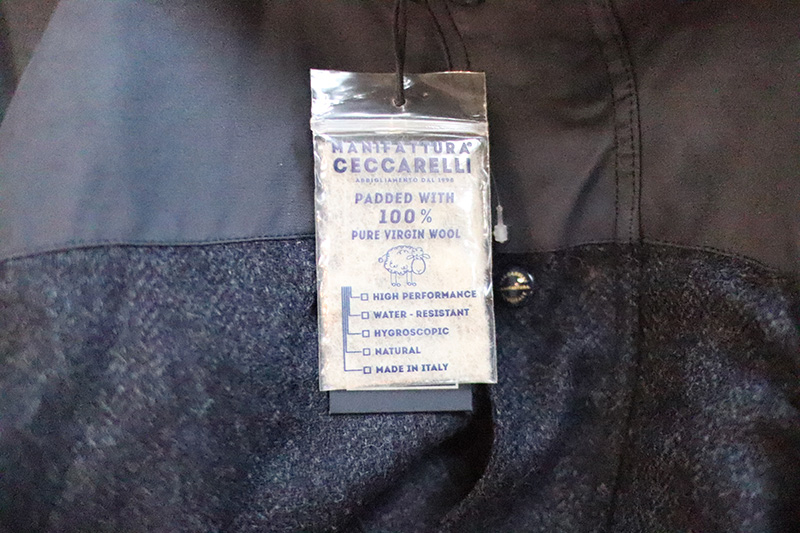 MANIFATTURA®
CECCARELLI
ABBIGLIAMENTO DAL 1998
PADDED WITH
100%
PURE VIRGIN WOOL
HIGH PERFORMANCE
WATER - RESISTANT
HYGROSCOPIC
NATURAL
MADE IN ITALY